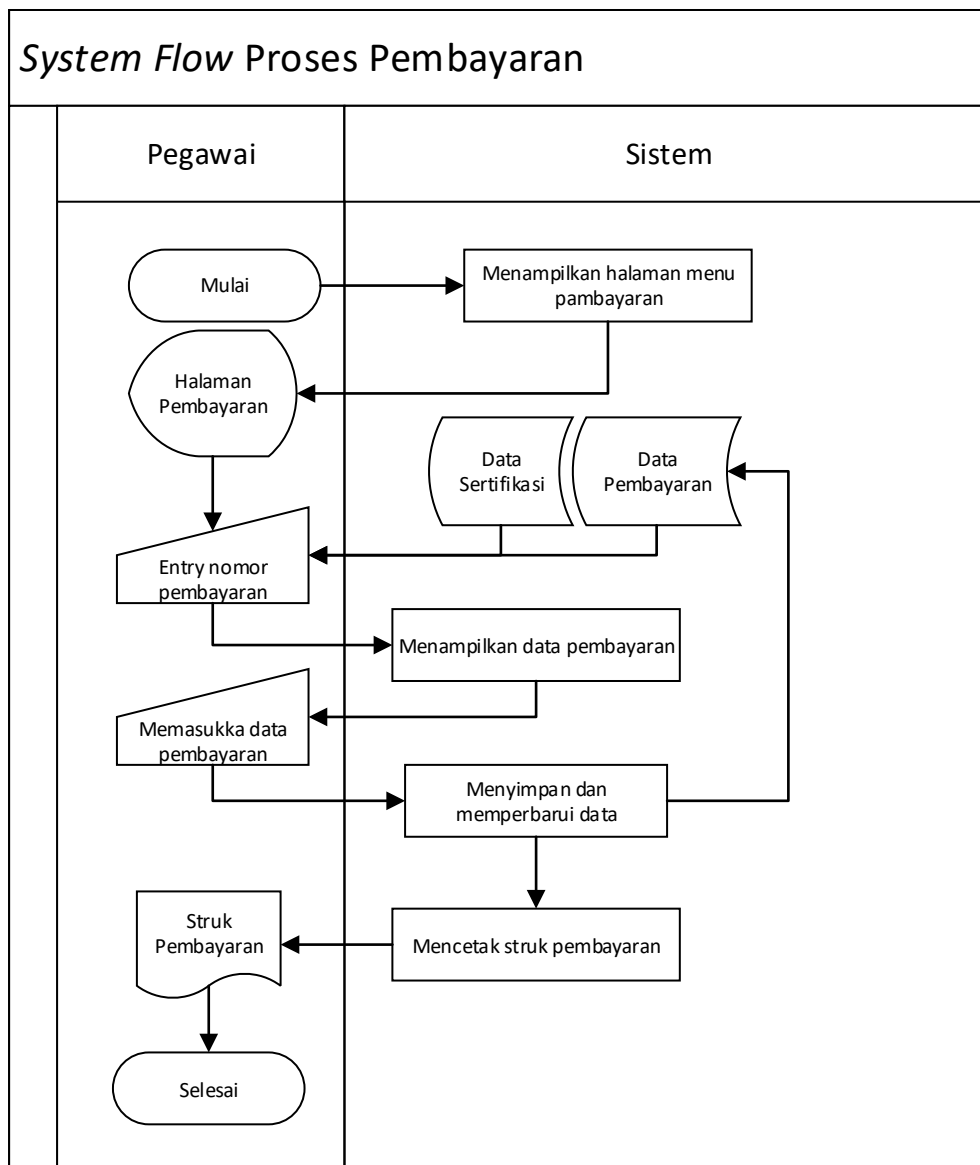 System Flow Proses Pembayaran
Pegawai
Sistem
Mulai
Menampilkan halaman menu
pambayaran
Halaman
Pembayaran
Data
Sertifikasi
Data
Pembayaran
Entry nomor
pembayaran
Menampilkan data pembayaran
Memasukka data
pembayaran
Menyimpan dan
memperbarui data
Struk
Pembayaran
Mencetak struk pembayaran
Selesai